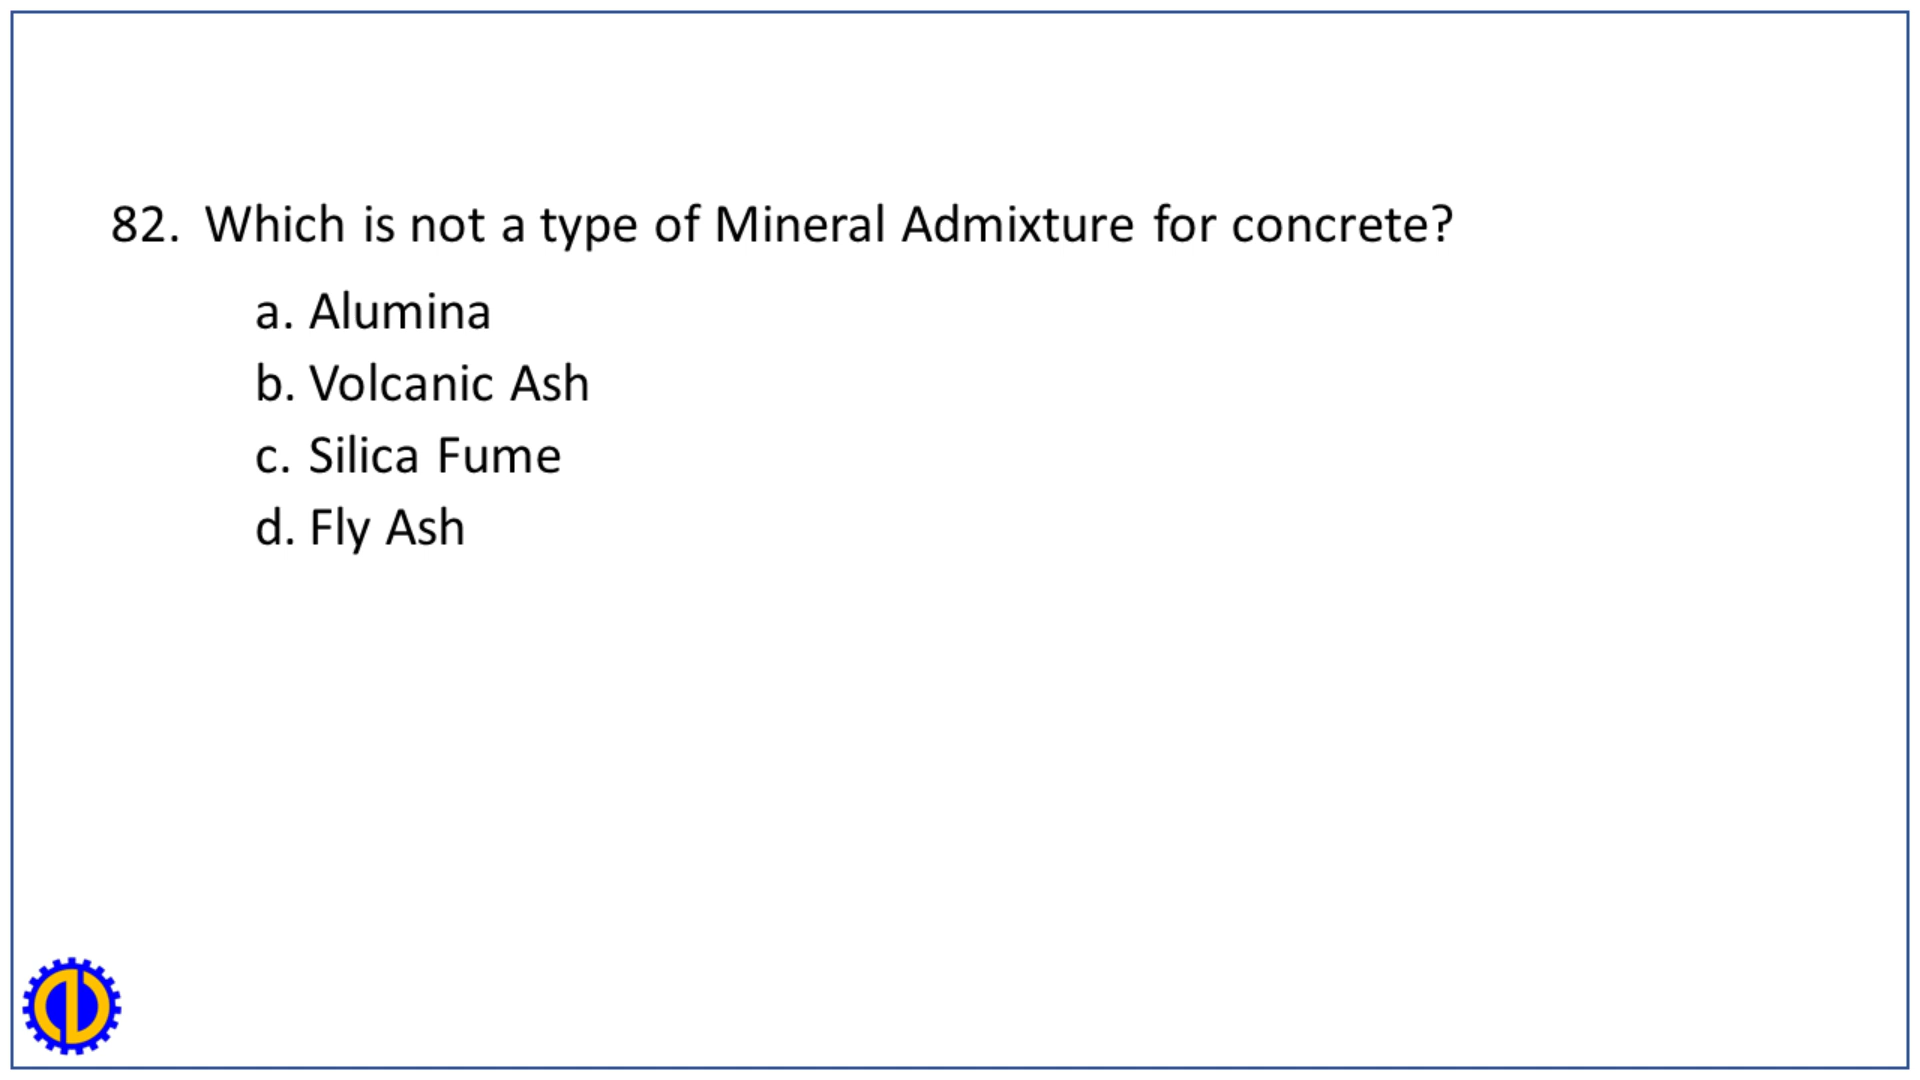 82. Which is not a type of Mineral Admixture for concrete?
a. Alumina
b. Volcanic Ash
c. Silica Fume
d. Fly Ash